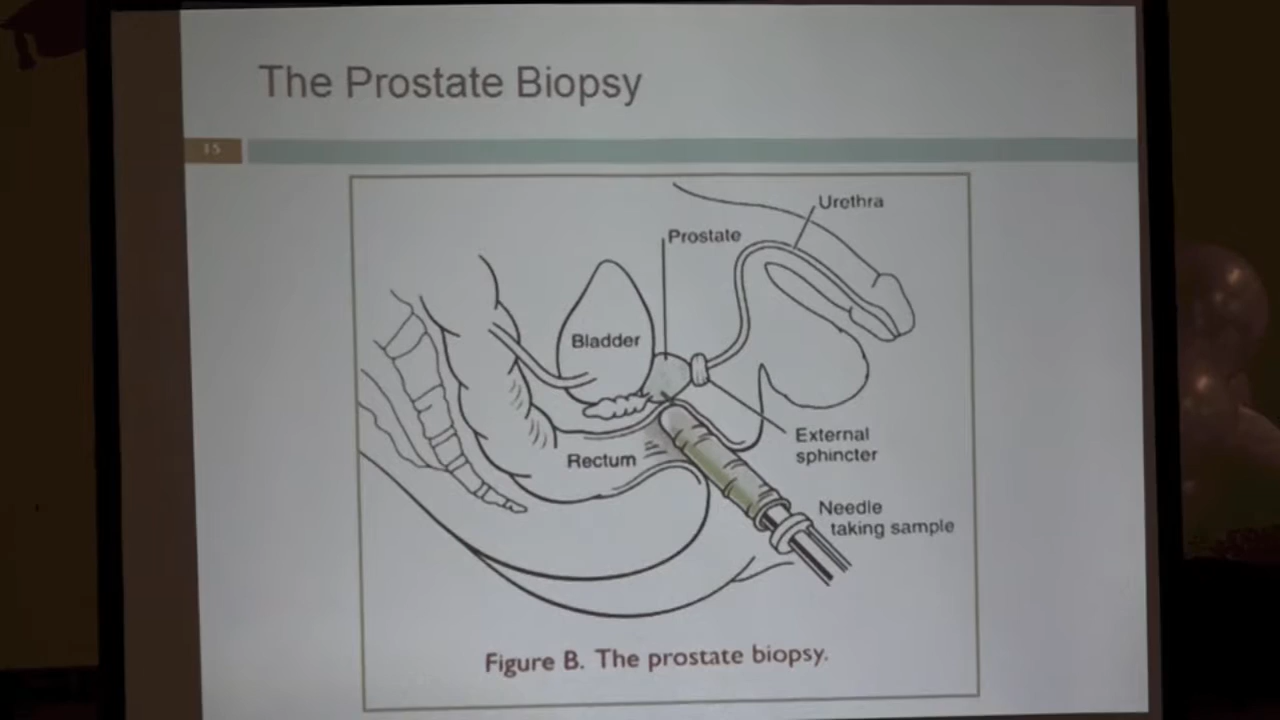 The Prostate Biopsy
15
Urethra
Prostate
Bladder
External
sphincter
Rectum
Needle
taking sample
Figure B. The prostate biopsy.